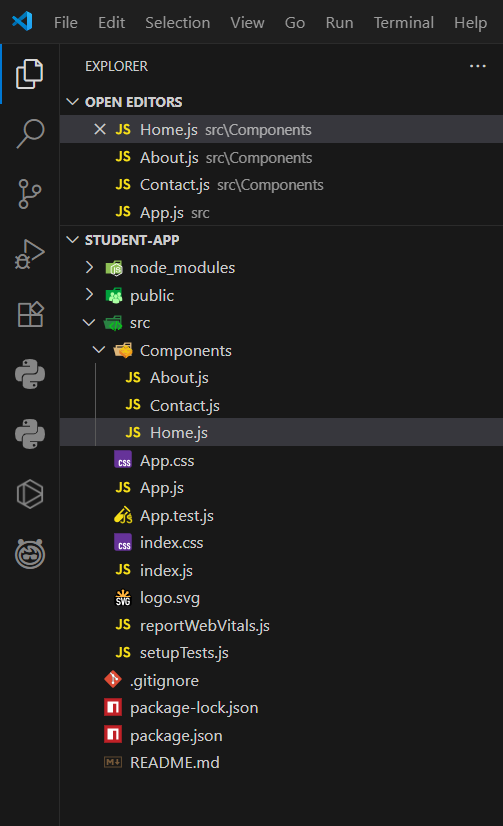 File Edit Selection View Go Run Terminal Help
EXPLORER
OPEN EDITORS
JS Home.js src\Components
JS About.js src\Components
JS Contact.js src\Components
JS App.js src
STUDENT-APP
node_modules
public
src
Components
JS About.js
JS Contact.js
JS Home.js
CSS App.css
JS App.js
App.test.js
CSS index.css
JS index.js
SVG logo.svg
JS reportWebVitals.js
JS setupTests.js
.gitignore
package-lock.json
package.json
README.md